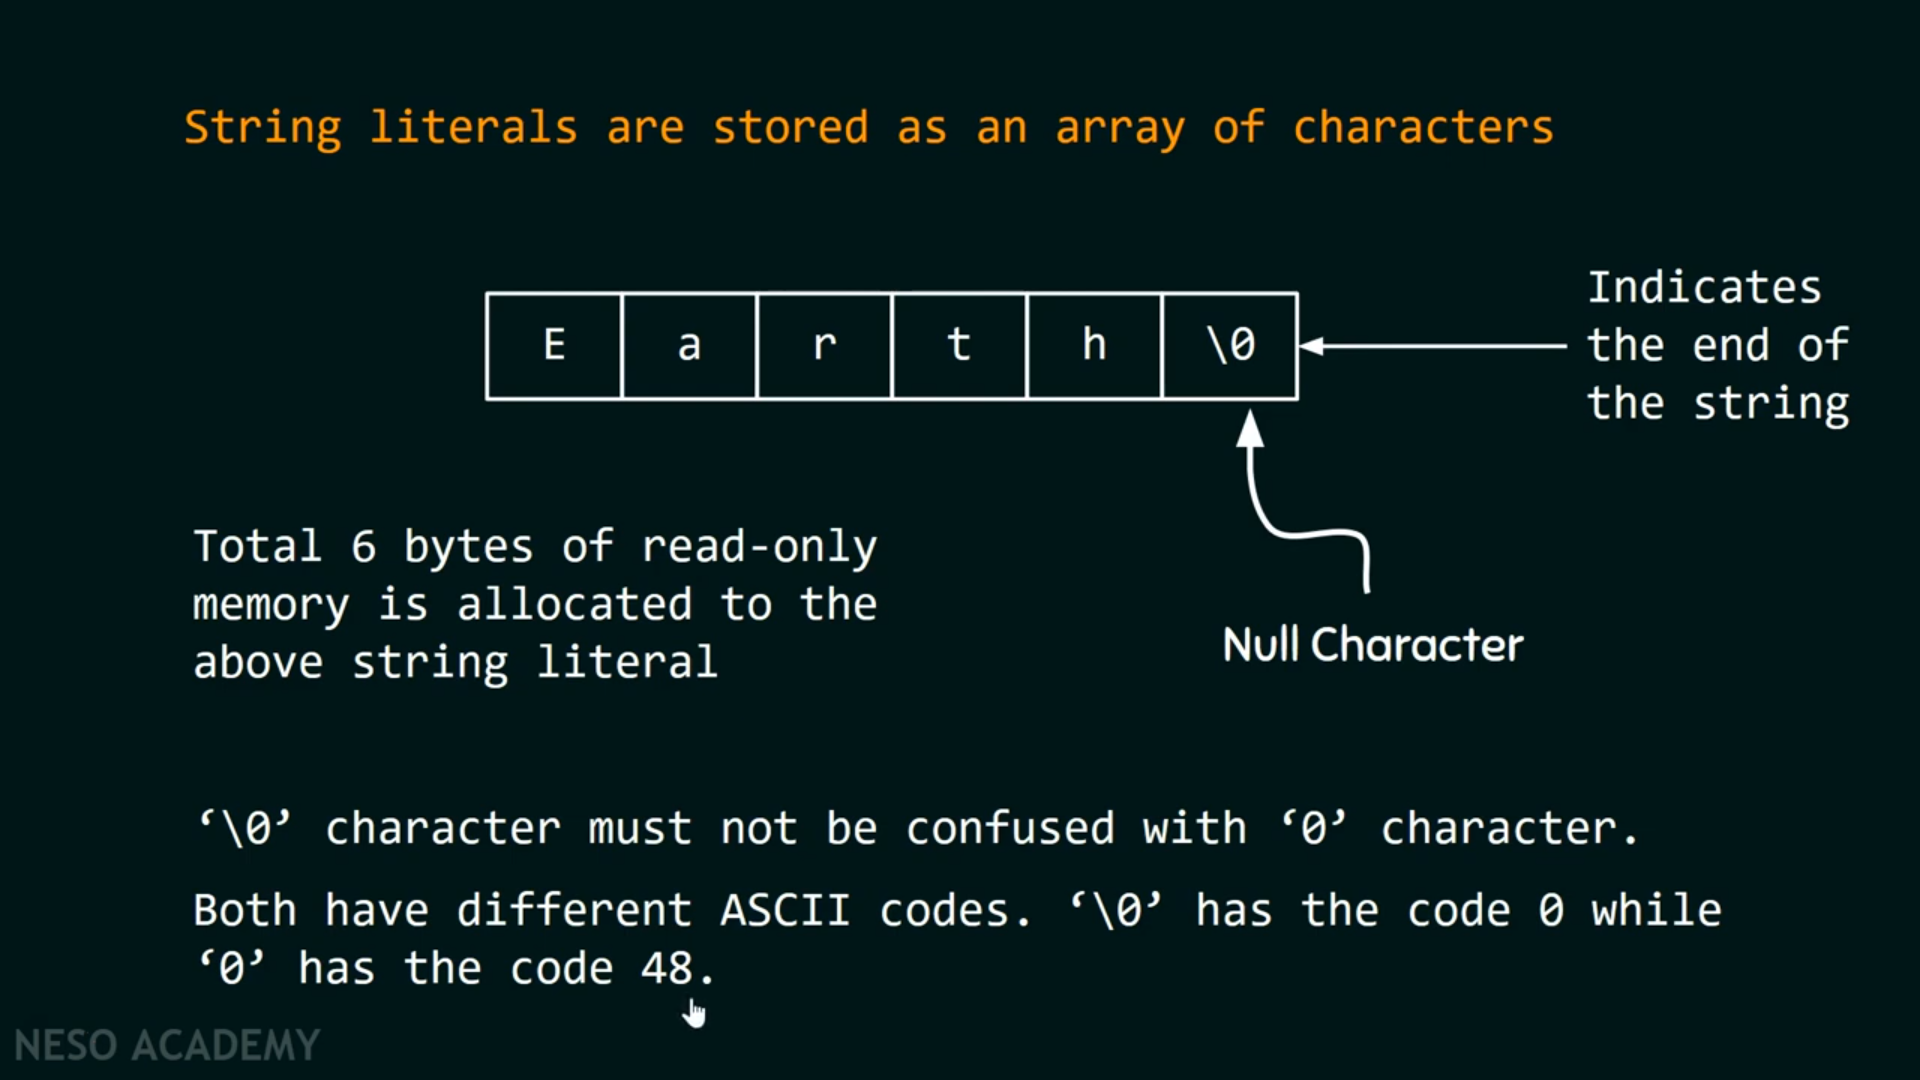 String literals are stored as an array of characters
E a r t h \0
Indicates
the end of
the string
Null Character
Total 6 bytes of read-only
memory is allocated to the
above string literal
‘\0’ character must not be confused with ‘0’ character.
Both have different ASCII codes. ‘\0’ has the code 0 while
‘0’ has the code 48.
NESO ACADEMY